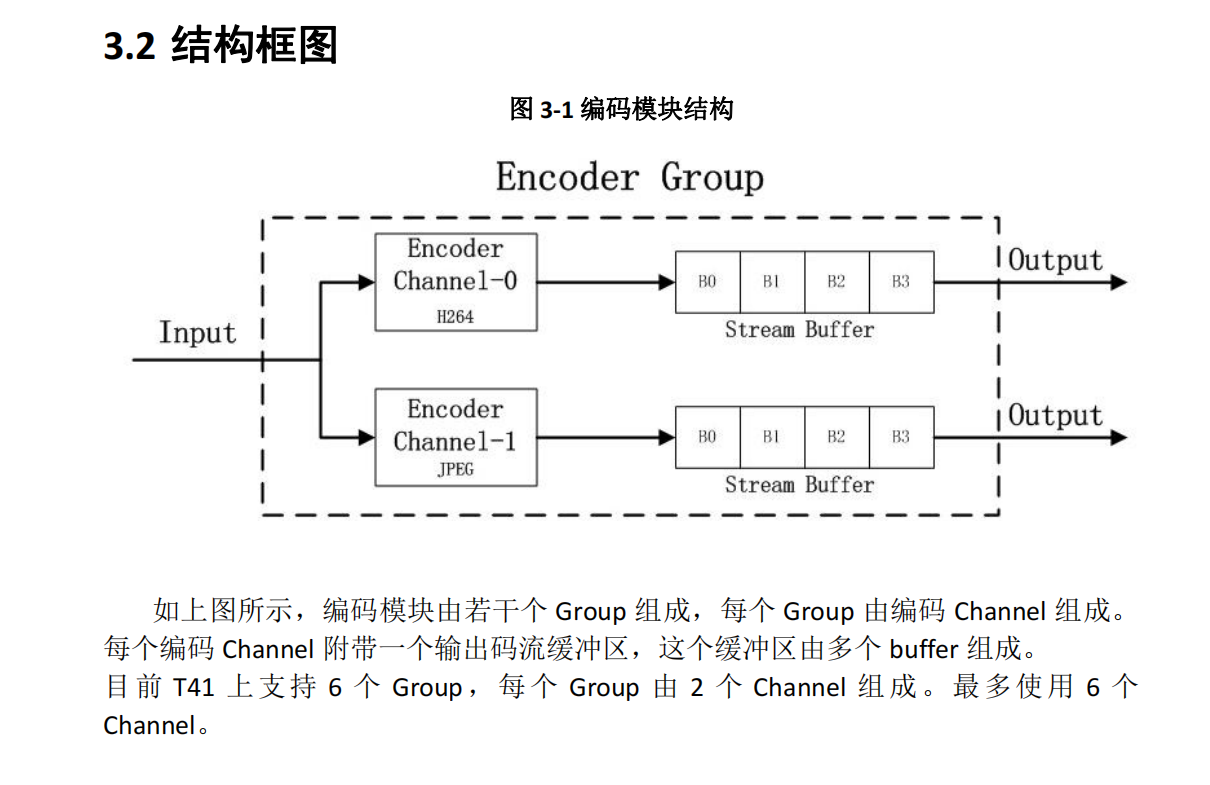 3.2 结构框图
图 3-1 编码模块结构
Encoder Group
Input
Encoder
Channel-0
H264
B0 B1 B2 B3
Stream Buffer
Output
Encoder
Channel-1
JPEG
B0 B1 B2 B3
Stream Buffer
Output
如上图所示，编码模块由若干个 Group 组成，每个 Group 由编码 Channel 组成。
每个编码 Channel 附带一个输出码流缓冲区，这个缓冲区由多个 buffer 组成。
目前 T41 上支持 6 个 Group，每个 Group 由 2 个 Channel 组成。最多使用 6 个
Channel。